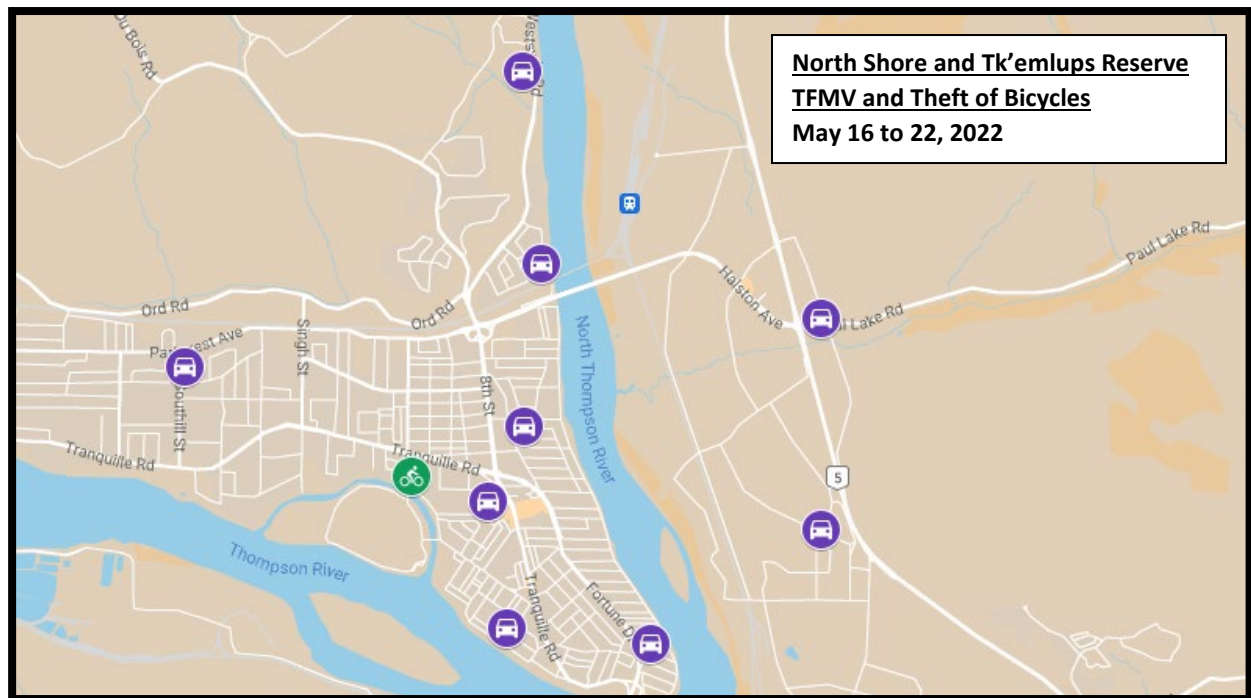 North Shore and Tk’emlups Reserve
TFMV and Theft of Bicycles
May 16 to 22, 2022
Du Bois Rd
Paul Lake Rd
Halston Ave
Lake Rd
Ord Rd
Ord Rd
Singh St
8th St
North Thompson River
Tranquille Rd
Tranquille Rd
5
Thompson River
Tranquille Rd